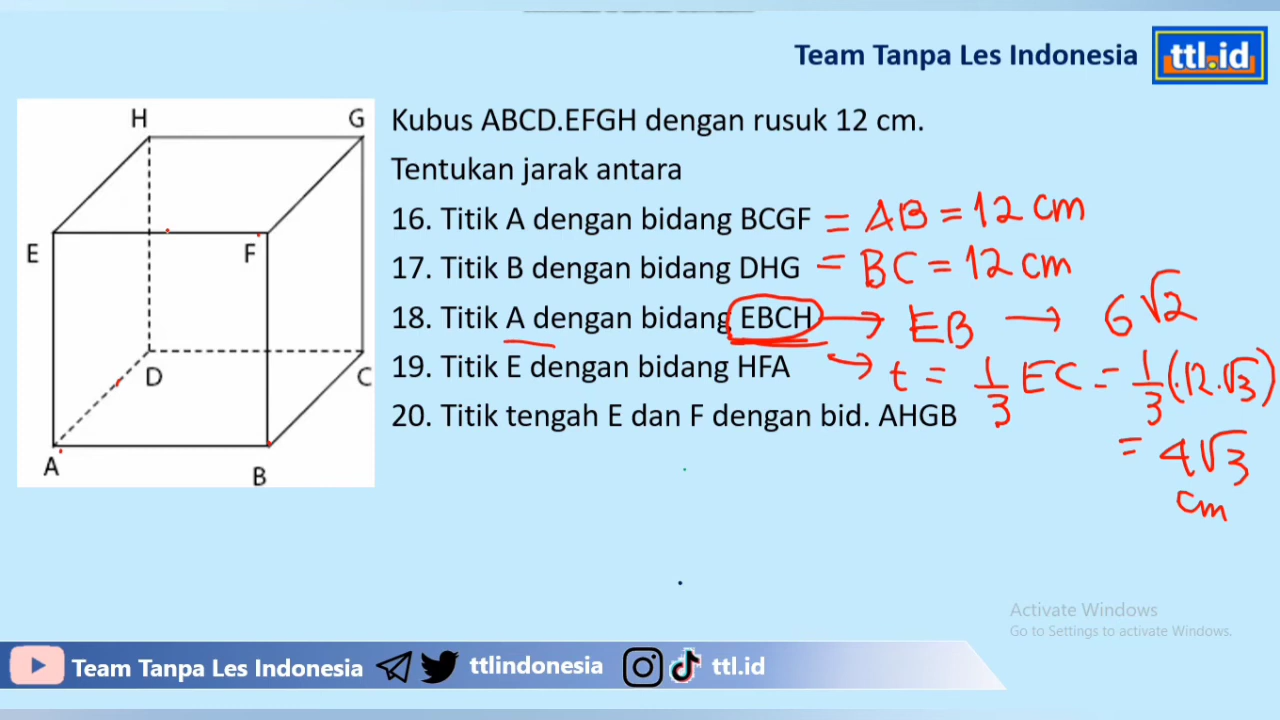 Team Tanpa Les Indonesia ttl.id
H G
E F
D C
A B
Kubus ABCD.EFGH dengan rusuk 12 cm.
Tentukan jarak antara
16. Titik A dengan bidang BCGF = AB = 12 cm
17. Titik B dengan bidang DHG = BC = 12 cm
18. Titik A dengan bidang EBCH → EB → 6√2
19. Titik E dengan bidang HFA → t = 1/3 EC = 1/3 (.12.√3)
= 4√3
cm
20. Titik tengah E dan F dengan bid. AHGB
Activate Windows
Go to Settings to activate Windows.
Team Tanpa Les Indonesia ttlindonesia ttl.id